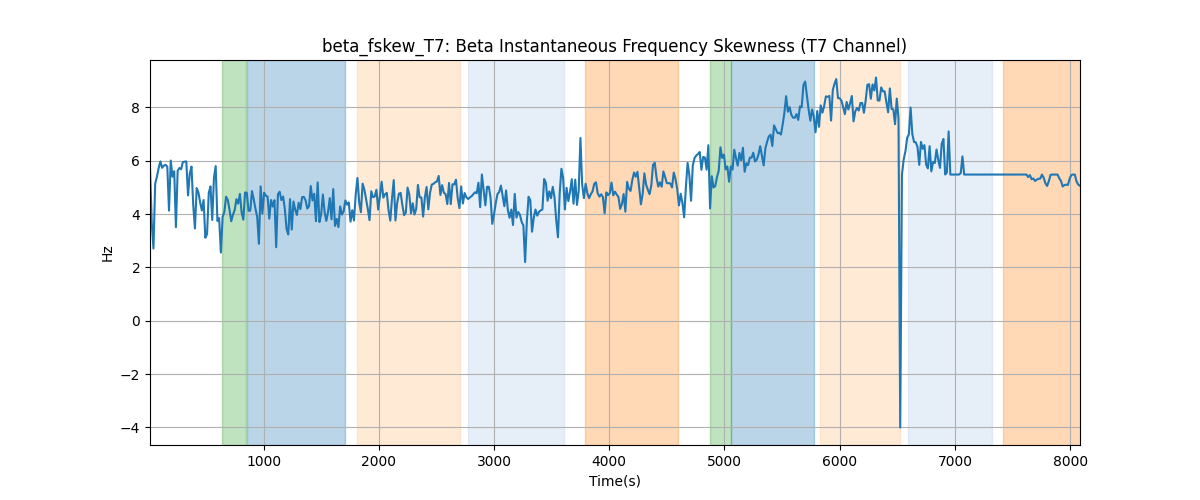 beta_fskew_T7: Beta Instantaneous Frequency Skewness (T7 Channel)
Hz
8
6
4
2
0
−2
−4
1000 2000 3000 4000 5000 6000 7000 8000
Time(s)